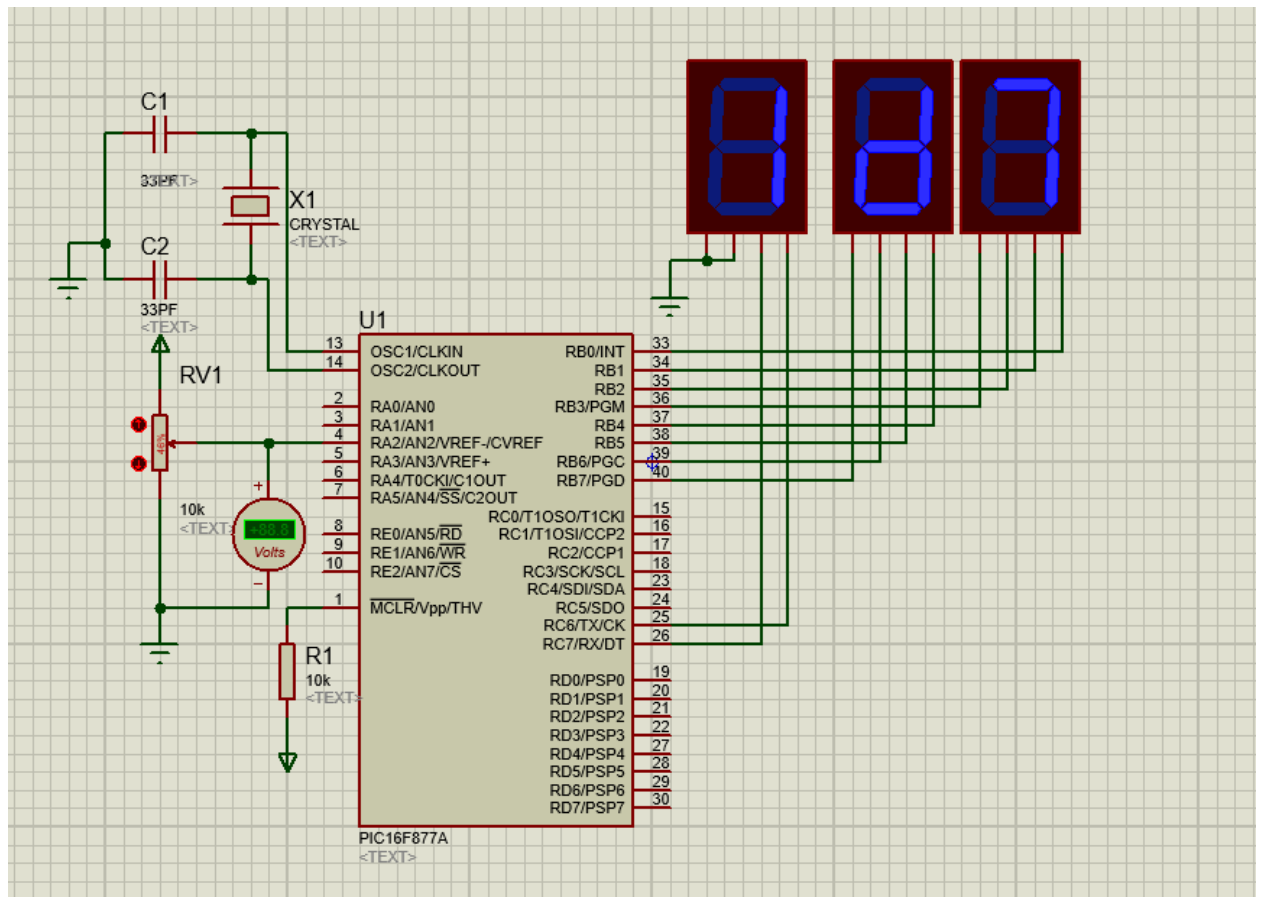 C1
33PF
X1
CRYSTAL
<TEXT>
C2
33PF
<TEXT>
RV1
46%
10k
<TEXT>
+
+88.8
Volts
−
R1
10k
<TEXT>
U1
13 OSC1/CLKIN
14 OSC2/CLKOUT
2 RA0/AN0
3 RA1/AN1
4 RA2/AN2/VREF-/CVREF
5 RA3/AN3/VREF+
6 RA4/T0CKI/C1OUT
7 RA5/AN4/SS/C2OUT
8 RE0/AN5/RD
9 RE1/AN6/WR
10 RE2/AN7/CS
1 MCLR/Vpp/THV
RB0/INT 33
RB1 34
RB2 35
RB3/PGM 36
RB4 37
RB5 38
RB6/PGC 39
RB7/PGD 40
RC0/T1OSO/T1CKI 15
RC1/T1OSI/CCP2 16
RC2/CCP1 17
RC3/SCK/SCL 18
RC4/SDI/SDA 23
RC5/SDO 24
RC6/TX/CK 25
RC7/RX/DT 26
RD0/PSP0 19
RD1/PSP1 20
RD2/PSP2 21
RD3/PSP3 22
RD4/PSP4 27
RD5/PSP5 28
RD6/PSP6 29
RD7/PSP7 30
PIC16F877A
<TEXT>
1 d 7